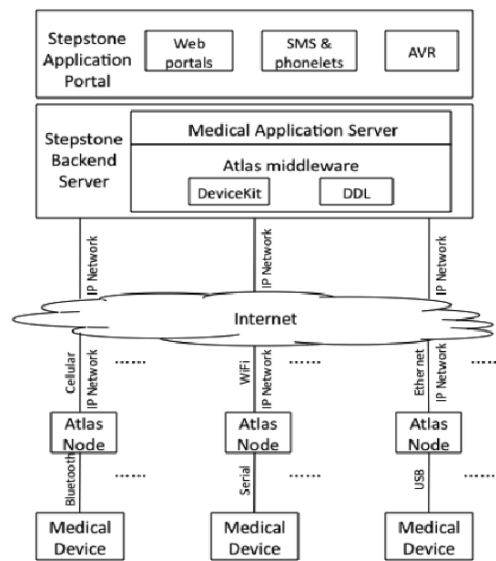 Stepstone
Application
Portal
Web
portals
SMS &
phonelets
AVR
Stepstone
Backend
Server
Medical Application Server
Atlas middleware
DeviceKit
DDL
IP Network
IP Network
IP Network
Internet
Cellular
IP Network
......
WiFi
IP Network
......
Ethernet
IP Network
......
Atlas
Node
Atlas
Node
Atlas
Node
Bluetooth
......
Serial
......
USB
......
Medical
Device
Medical
Device
Medical
Device